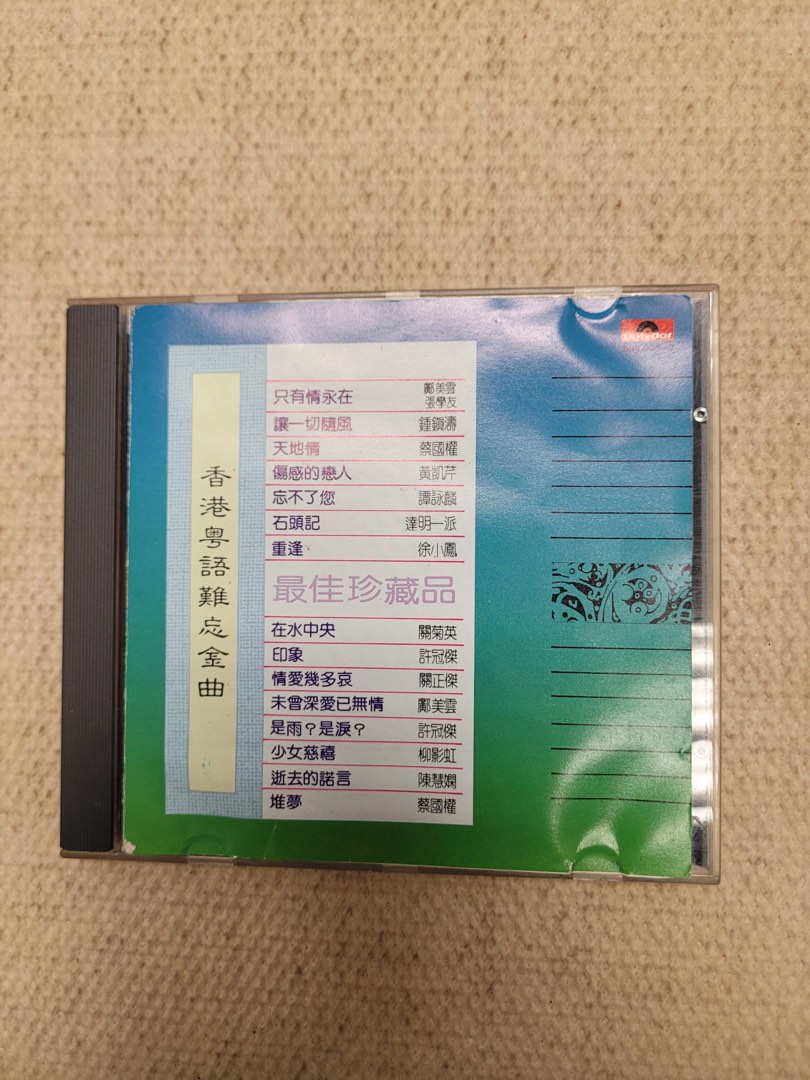 香港粵語難忘金曲
Polydor
只有情永在 鄺美雲 張學友
讓一切隨風 鍾鎮濤
天地情 蔡國權
傷感的戀人 黃凱芹
忘不了您 譚詠麟
石頭記 達明一派
重逢 徐小鳳
最佳珍藏品
在水中央 關菊英
印象 許冠傑
情愛幾多哀 關正傑
未曾深愛已無情 鄺美雲
是雨？是淚？ 許冠傑
少女慈禧 柳影虹
逝去的諾言 陳慧嫻
堆夢 蔡國權